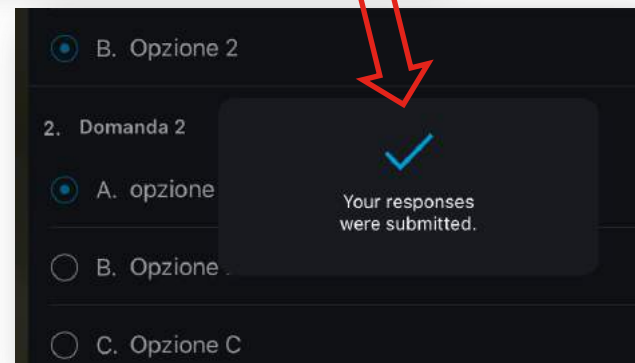 B. Opzione 2
2. Domanda 2
A. opzione
Your responses
were submitted.
B. Opzione
C. Opzione C